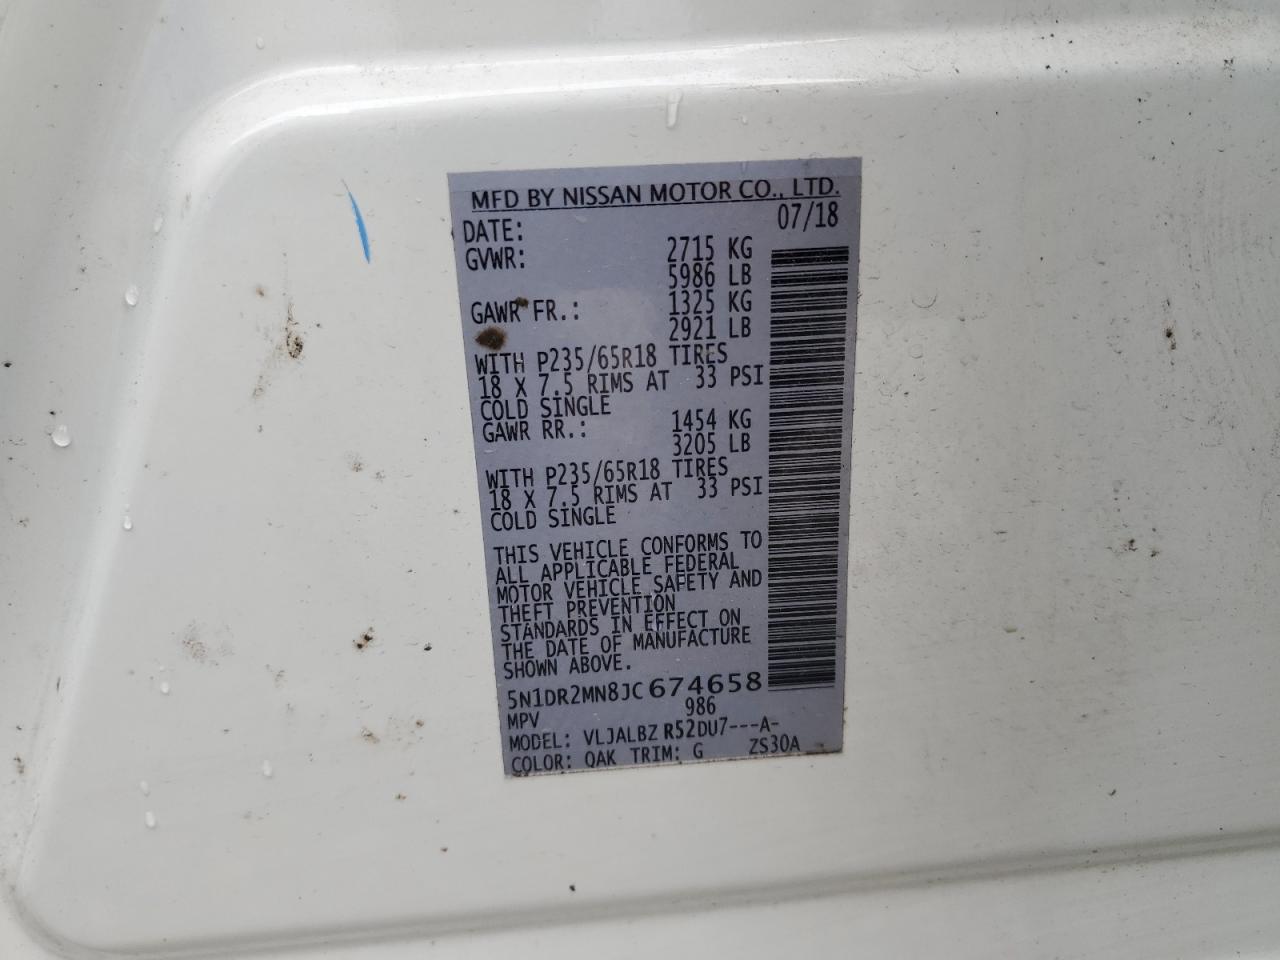 MFD BY NISSAN MOTOR CO., LTD.
DATE: 07/18
GVWR: 2715 KG
5986 LB
GAWR FR.: 1325 KG
2921 LB
WITH P235/65R18 TIRES
18 X 7.5 RIMS AT 33 PSI
COLD SINGLE
GAWR RR.: 1454 KG
3205 LB
WITH P235/65R18 TIRES
18 X 7.5 RIMS AT 33 PSI
COLD SINGLE
THIS VEHICLE CONFORMS TO
ALL APPLICABLE FEDERAL
MOTOR VEHICLE SAFETY AND
THEFT PREVENTION
STANDARDS IN EFFECT ON
THE DATE OF MANUFACTURE
SHOWN ABOVE.
5N1DR2MN8JC674658
MPV 986
MODEL: VLJALBZ R52DU7---A-
COLOR: QAK TRIM: G ZS30A